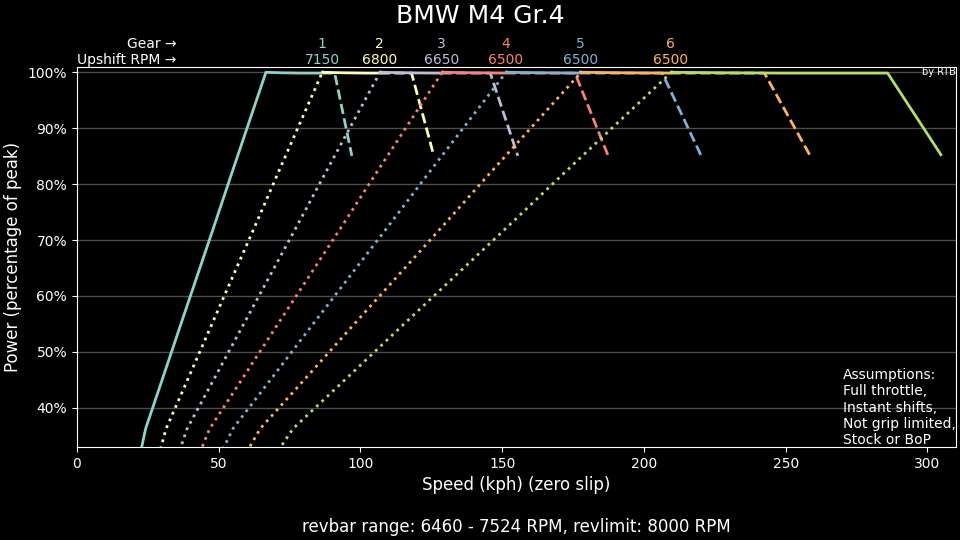 BMW M4 Gr.4
Gear → 1 2 3 4 5 6
Upshift RPM → 7150 6800 6650 6500 6500 6500
by RTB
100%
90%
80%
70%
60%
50%
40%
Power (percentage of peak)
Assumptions:
Full throttle,
Instant shifts,
Not grip limited,
Stock or BoP
0 50 100 150 200 250 300
Speed (kph) (zero slip)
revbar range: 6460 - 7524 RPM, revlimit: 8000 RPM